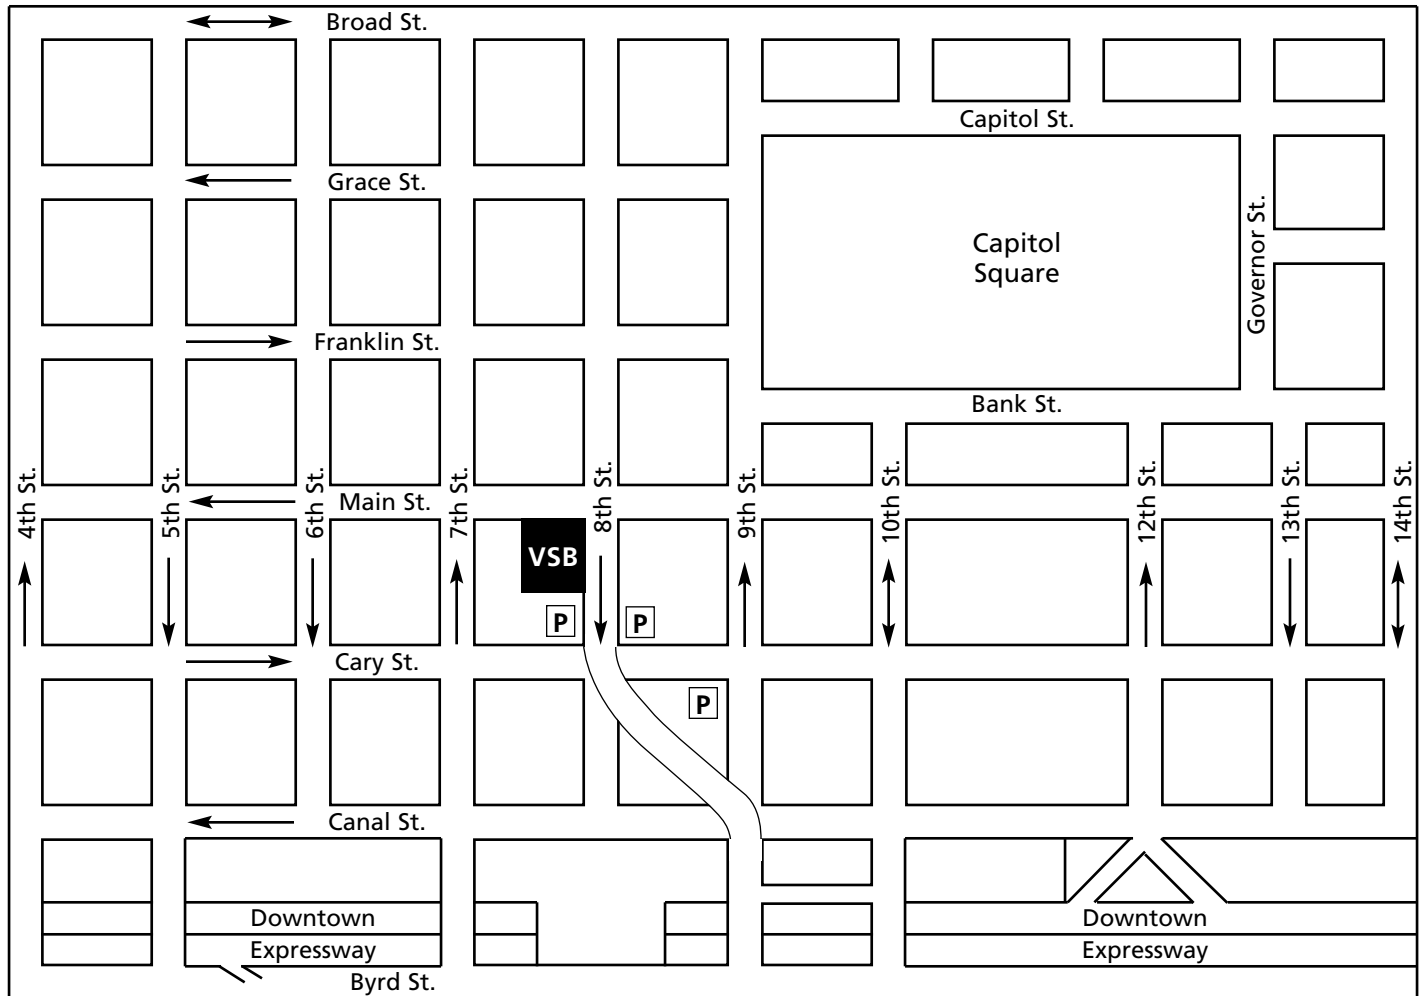 Broad St.
Capitol St.
Grace St.
Capitol
Square
Governor St.
Franklin St.
Bank St.
4th St.
5th St.
6th St.
Main St.
7th St.
8th St.
9th St.
10th St.
12th St.
13th St.
14th St.
VSB
P
P
Cary St.
P
Canal St.
Downtown
Expressway
Downtown
Expressway
Byrd St.